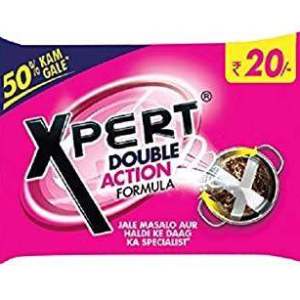 50% KAM
GALE*
₹ 20/-
XPERT®
DOUBLE
ACTION
FORMULA
JALE MASALO AUR
HALDI KE DAAG
KA SPECIALIST*